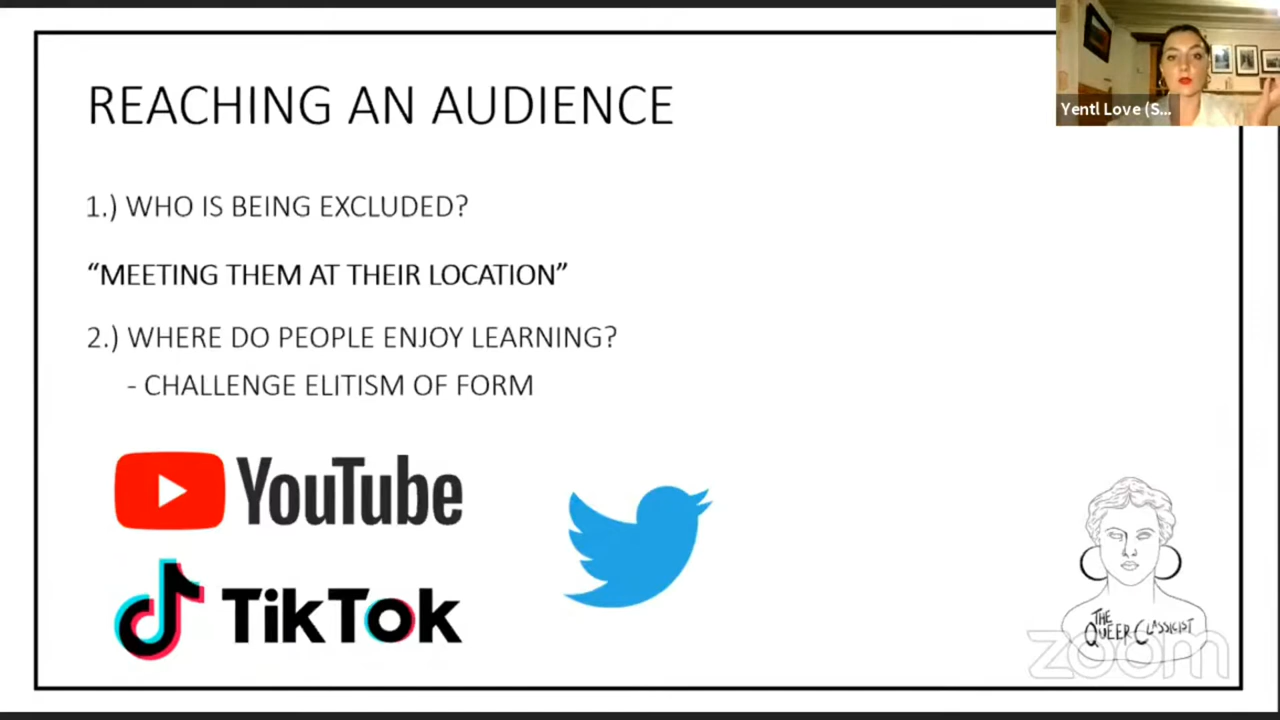 REACHING AN AUDIENCE
Yentl Love (S...
1.) WHO IS BEING EXCLUDED?
“MEETING THEM AT THEIR LOCATION”
2.) WHERE DO PEOPLE ENJOY LEARNING?
- CHALLENGE ELITISM OF FORM
YouTube
TikTok
THE
QUEER CLASSICIST
zoom